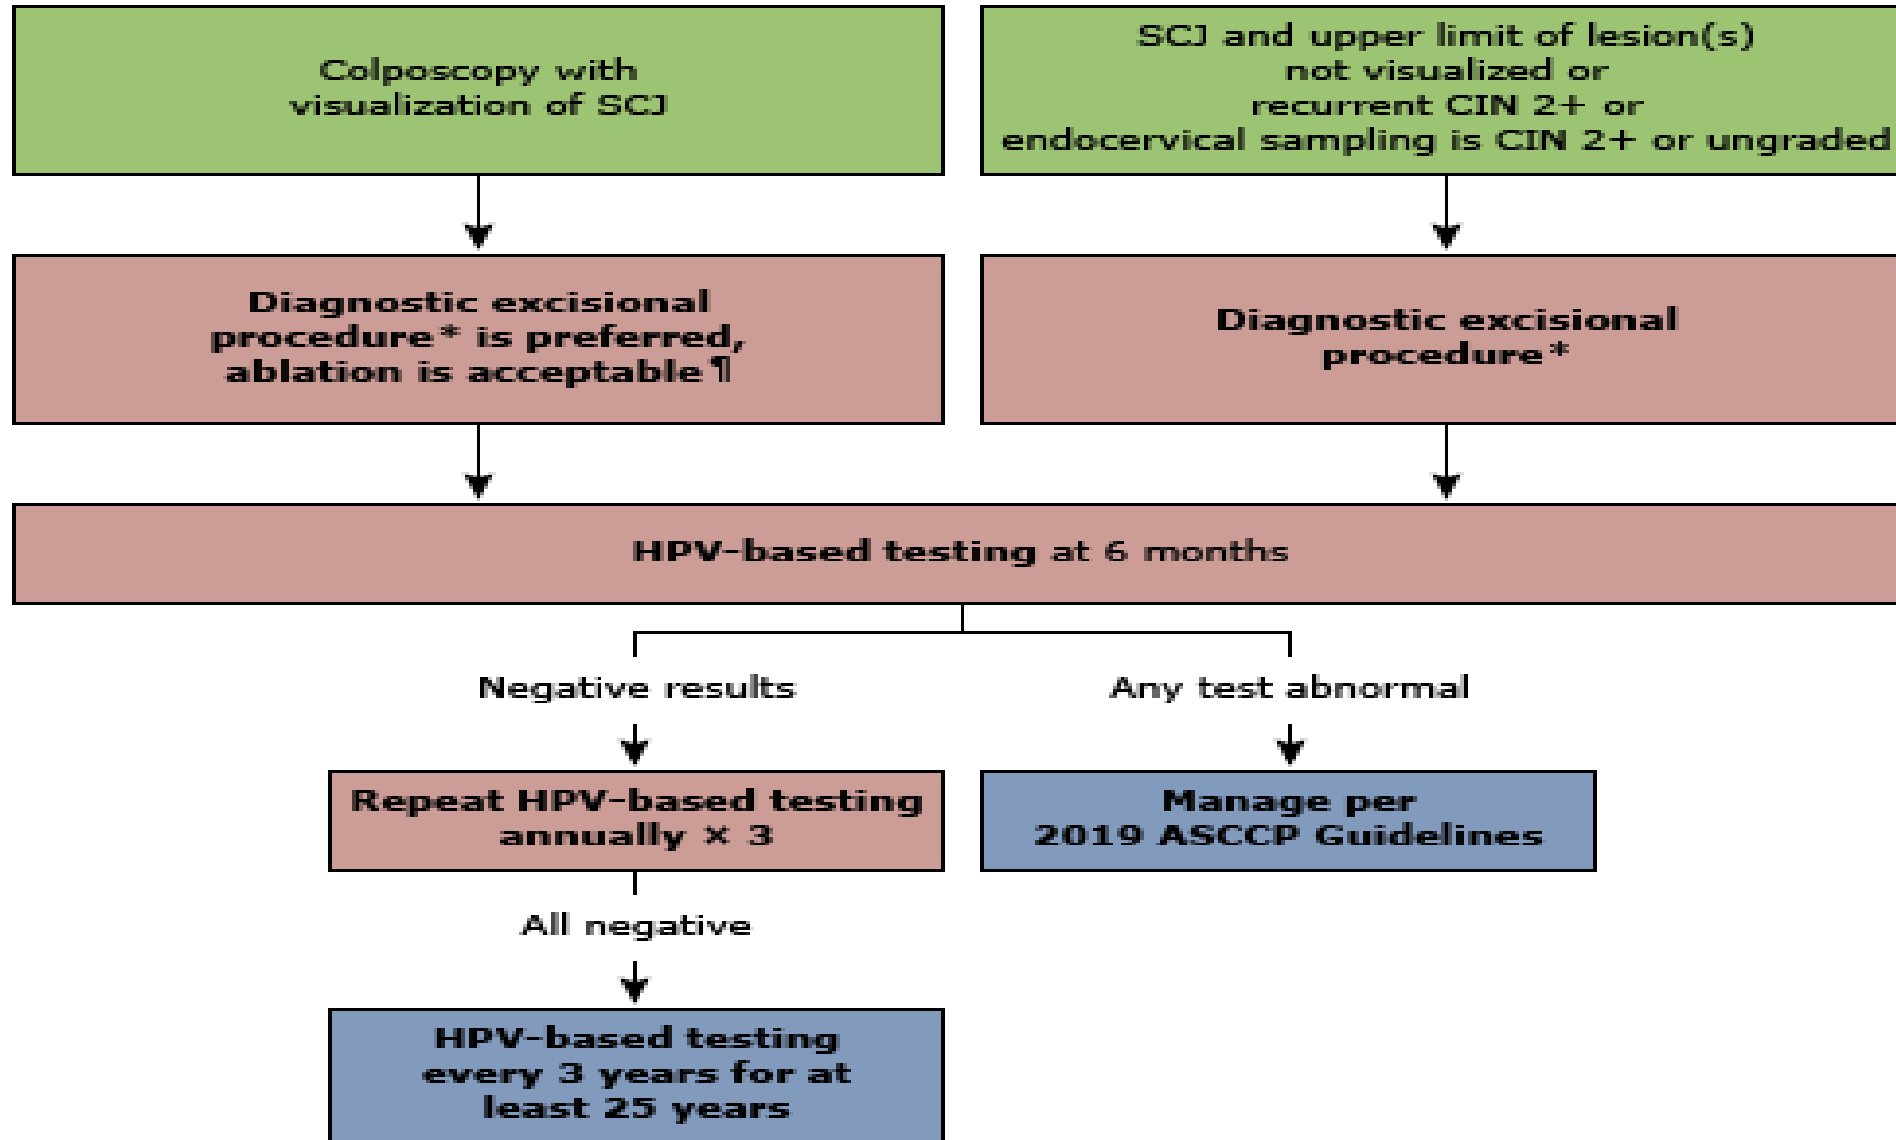 Colposcopy with
visualization of SCJ
SCJ and upper limit of lesion(s)
not visualized or
recurrent CIN 2+ or
endocervical sampling is CIN 2+ or ungraded
Diagnostic excisional
procedure* is preferred,
ablation is acceptable¶
Diagnostic excisional
procedure*
HPV-based testing at 6 months
Negative results
Any test abnormal
Repeat HPV-based testing
annually × 3
Manage per
2019 ASCCP Guidelines
All negative
HPV-based testing
every 3 years for at
least 25 years